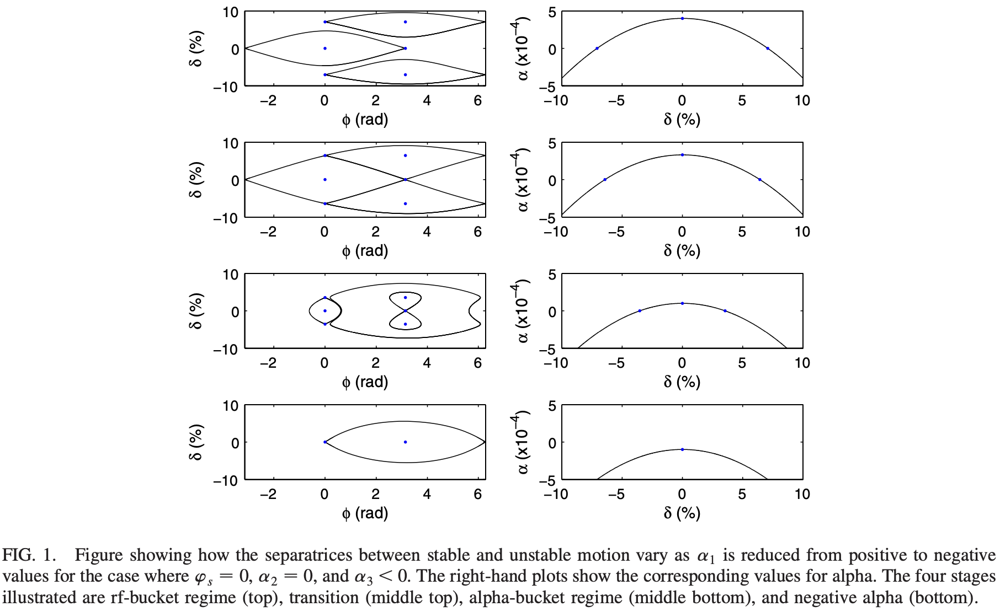 10
0
−10
δ (%)
−2 0 2 4 6
φ (rad)
5
0
−5
α (x10−4)
−10 −5 0 5 10
δ (%)
10
0
−10
δ (%)
−2 0 2 4 6
φ (rad)
5
0
−5
α (x10−4)
−10 −5 0 5 10
δ (%)
10
0
−10
δ (%)
−2 0 2 4 6
φ (rad)
5
0
−5
α (x10−4)
−10 −5 0 5 10
δ (%)
10
0
−10
δ (%)
−2 0 2 4 6
φ (rad)
5
0
−5
α (x10−4)
−10 −5 0 5 10
δ (%)
FIG. 1. Figure showing how the separatrices between stable and unstable motion vary as α1 is reduced from positive to negative
values for the case where φs = 0, α2 = 0, and α3 < 0. The right-hand plots show the corresponding values for alpha. The four stages
illustrated are rf-bucket regime (top), transition (middle top), alpha-bucket regime (middle bottom), and negative alpha (bottom).